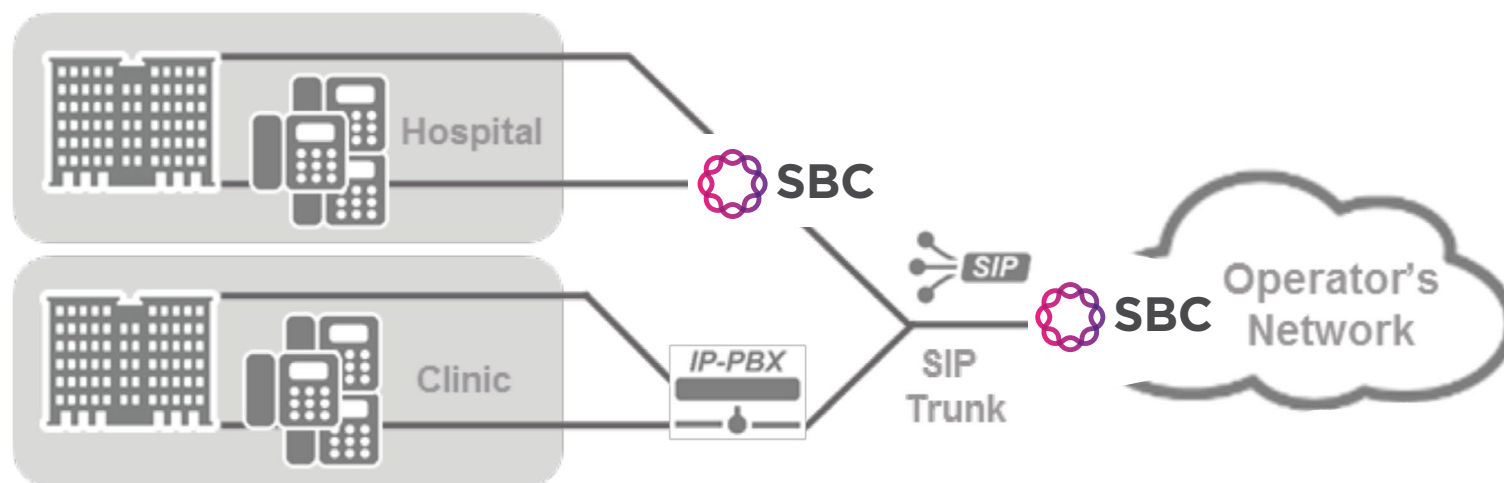 Hospital
SBC
SIP
Operator's
Network
SBC
Clinic
IP-PBX
SIP
Trunk